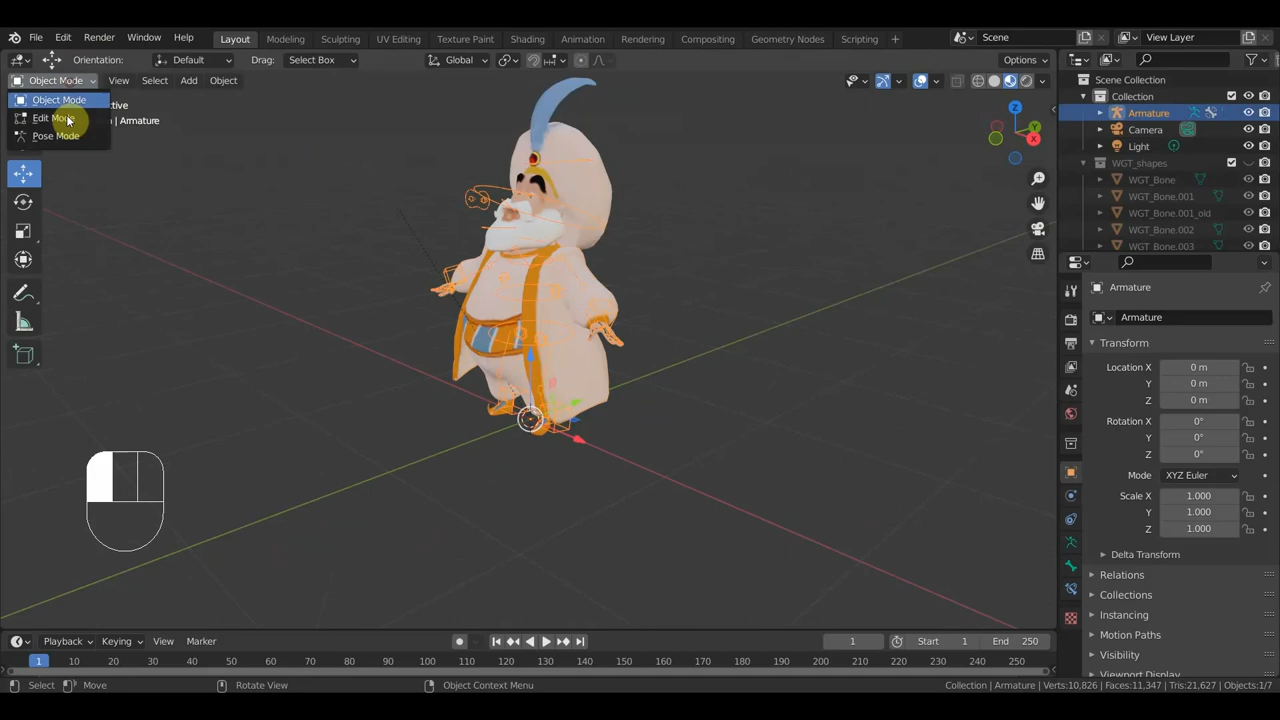 File Edit Render Window Help Layout Modeling Sculpting UV Editing Texture Paint Shading Animation Rendering Compositing Geometry Nodes Scripting + Scene View Layer
Orientation: Default Drag: Select Box Global Options
Object Mode View Select Add Object
Object Mode
Edit Mode
Pose Mode
ctive
| Armature
Scene Collection
Collection
Armature
Camera
Light
WGT_shapes
WGT_Bone
WGT_Bone.001
WGT_Bone.001_old
WGT_Bone.002
WGT_Bone.003
Z
Y
X
Armature
Armature
Transform
Location X 0 m
Y 0 m
Z 0 m
Rotation X 0°
Y 0°
Z 0°
Mode XYZ Euler
Scale X 1.000
Y 1.000
Z 1.000
Delta Transform
Relations
Collections
Instancing
Motion Paths
Visibility
Viewport Display
Playback Keying View Marker 1 Start 1 End 250
1 10 20 30 40 50 60 70 80 90 100 110 120 130 140 150 160 170 180 190 200 210 220 230 240 250
Select Move Rotate View Object Context Menu Collection | Armature | Verts:10,826 | Faces:11,347 | Tris:21,627 | Objects:1/7